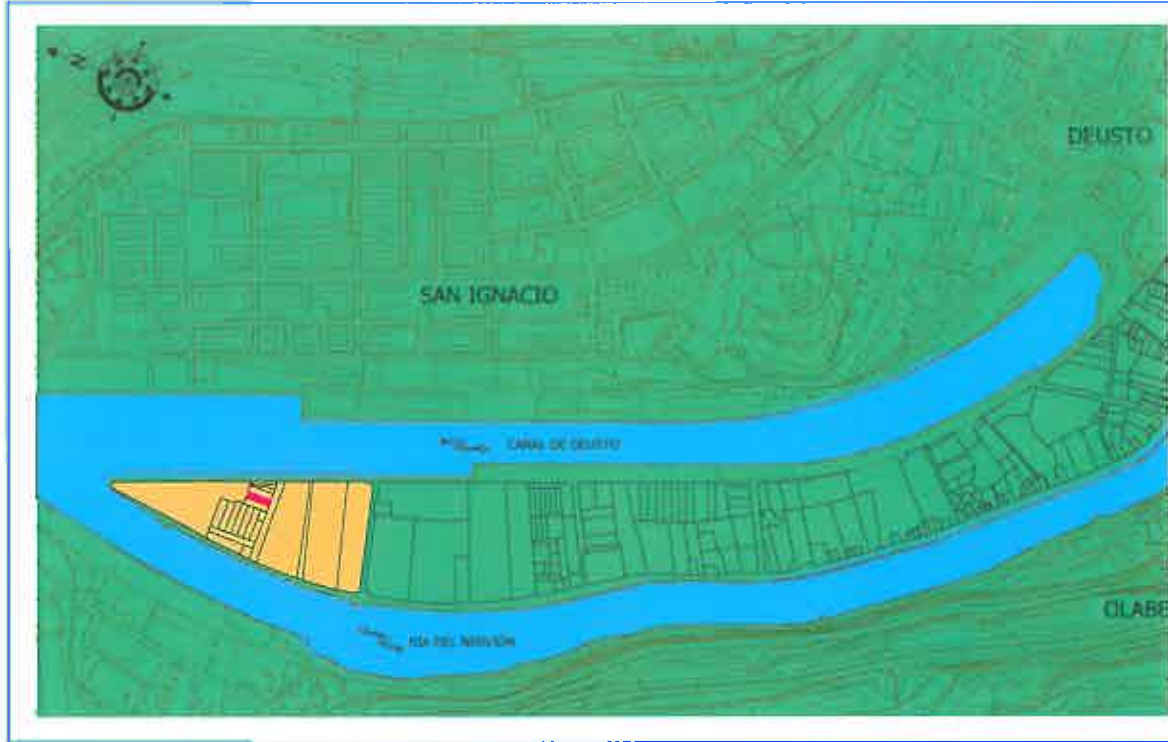 N
DEUSTO
SAN IGNACIO
CANAL DE DEUSTO
OLABE
RIA DEL NERVION